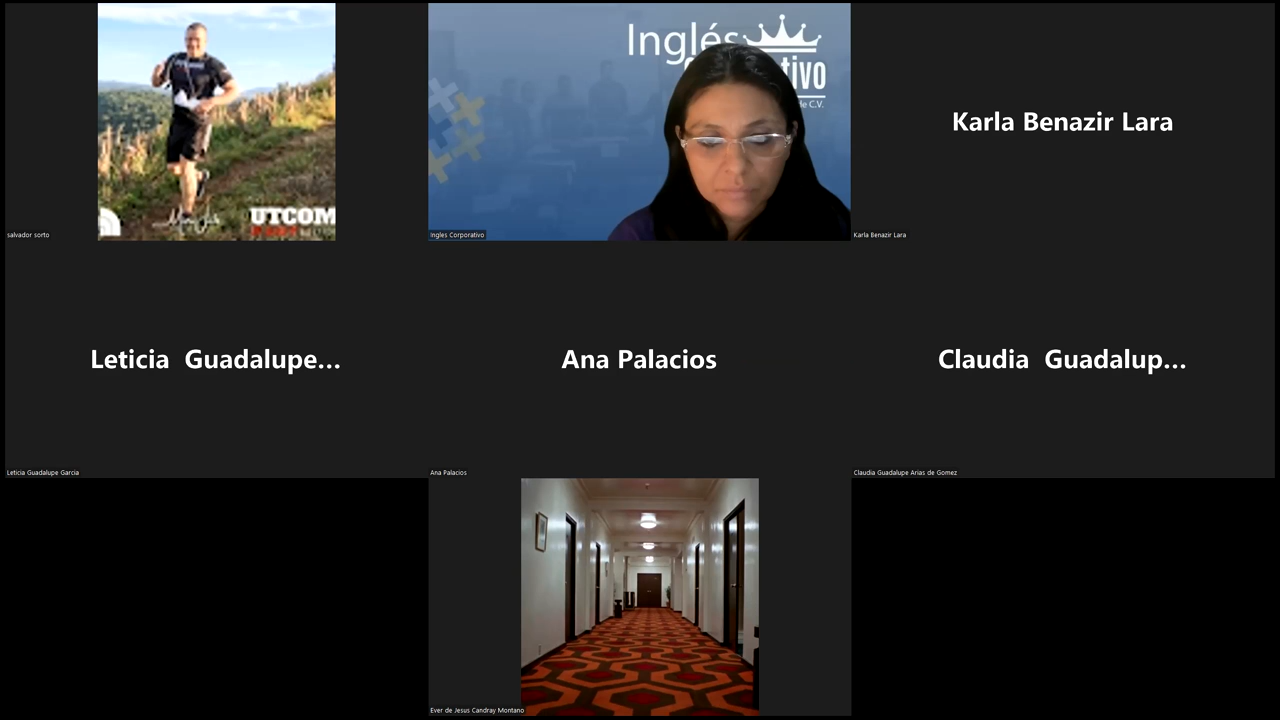 Inglés
tivo
de C.V.
Karla Benazir Lara
UTCOM
salvador sorto
Ingles Corporativo
Karla Benazir Lara
Leticia Guadalupe...
Ana Palacios
Claudia Guadalup...
Leticia Guadalupe Garcia
Ana Palacios
Claudia Guadalupe Arias de Gomez
Ever de Jesus Candray Montano